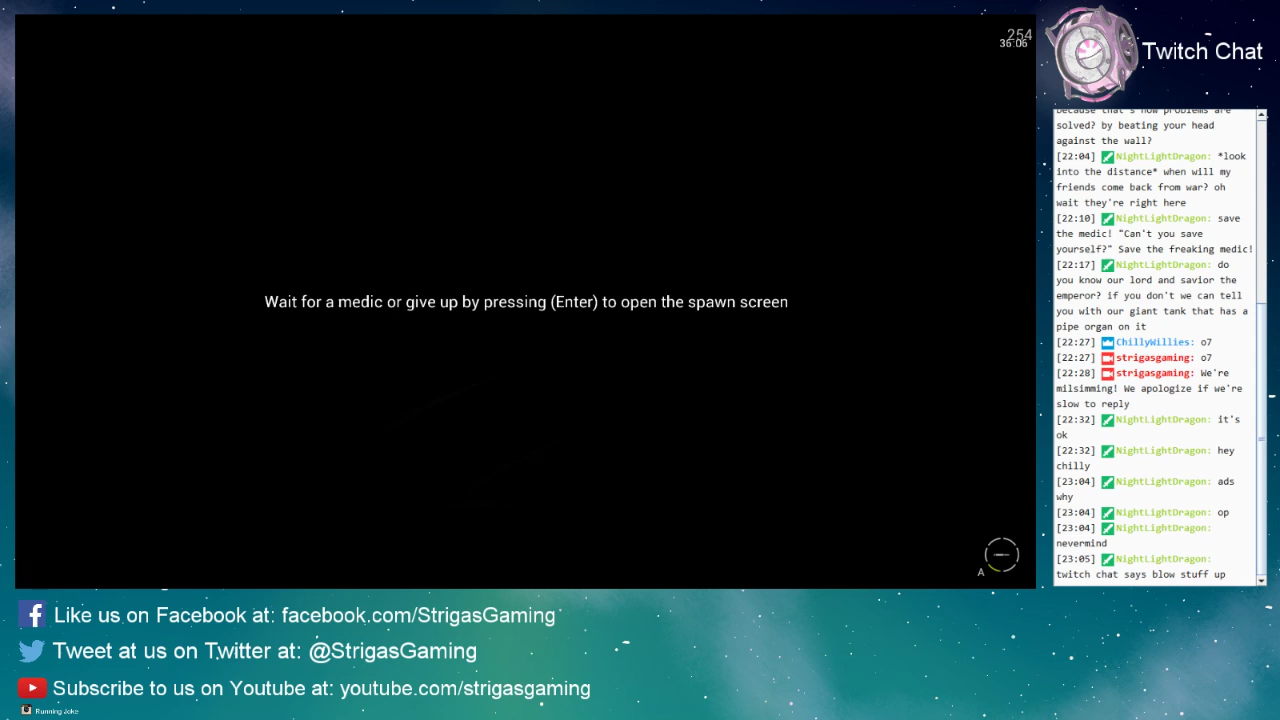 254
36:06
Wait for a medic or give up by pressing (Enter) to open the spawn screen
A
Twitch Chat
because that's how problems are
solved? by beating your head
against the wall?
[22:04] NightLightDragon: *look
into the distance* when will my
friends come back from war? oh
wait they're right here
[22:10] NightLightDragon: save
the medic! "Can't you save
yourself?" Save the freaking medic!
[22:17] NightLightDragon: do
you know our lord and savior the
emperor? if you don't we can tell
you with our giant tank that has a
pipe organ on it
[22:27] ChillyWillies: o7
[22:27] strigasgaming: o7
[22:28] strigasgaming: We're
milsimming! We apologize if we're
slow to reply
[22:32] NightLightDragon: it's
ok
[22:32] NightLightDragon: hey
chilly
[23:04] NightLightDragon: ads
why
[23:04] NightLightDragon: op
[23:04] NightLightDragon:
nevermind
[23:05] NightLightDragon:
twitch chat says blow stuff up
Like us on Facebook at: facebook.com/StrigasGaming
Tweet at us on Twitter at: @StrigasGaming
Subscribe to us on Youtube at: youtube.com/strigasgaming
Running Joke